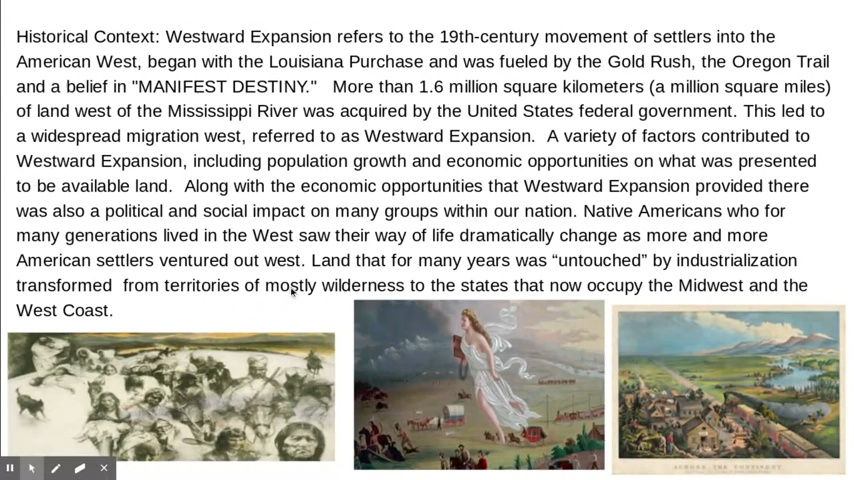 Historical Context: Westward Expansion refers to the 19th-century movement of settlers into the
American West, began with the Louisiana Purchase and was fueled by the Gold Rush, the Oregon Trail
and a belief in "MANIFEST DESTINY."   More than 1.6 million square kilometers (a million square miles)
of land west of the Mississippi River was acquired by the United States federal government. This led to
a widespread migration west, referred to as Westward Expansion.  A variety of factors contributed to
Westward Expansion, including population growth and economic opportunities on what was presented
to be available land.  Along with the economic opportunities that Westward Expansion provided there
was also a political and social impact on many groups within our nation. Native Americans who for
many generations lived in the West saw their way of life dramatically change as more and more
American settlers ventured out west. Land that for many years was “untouched” by industrialization
transformed  from territories of mostly wilderness to the states that now occupy the Midwest and the
West Coast.
ACROSS THE CONTINENT